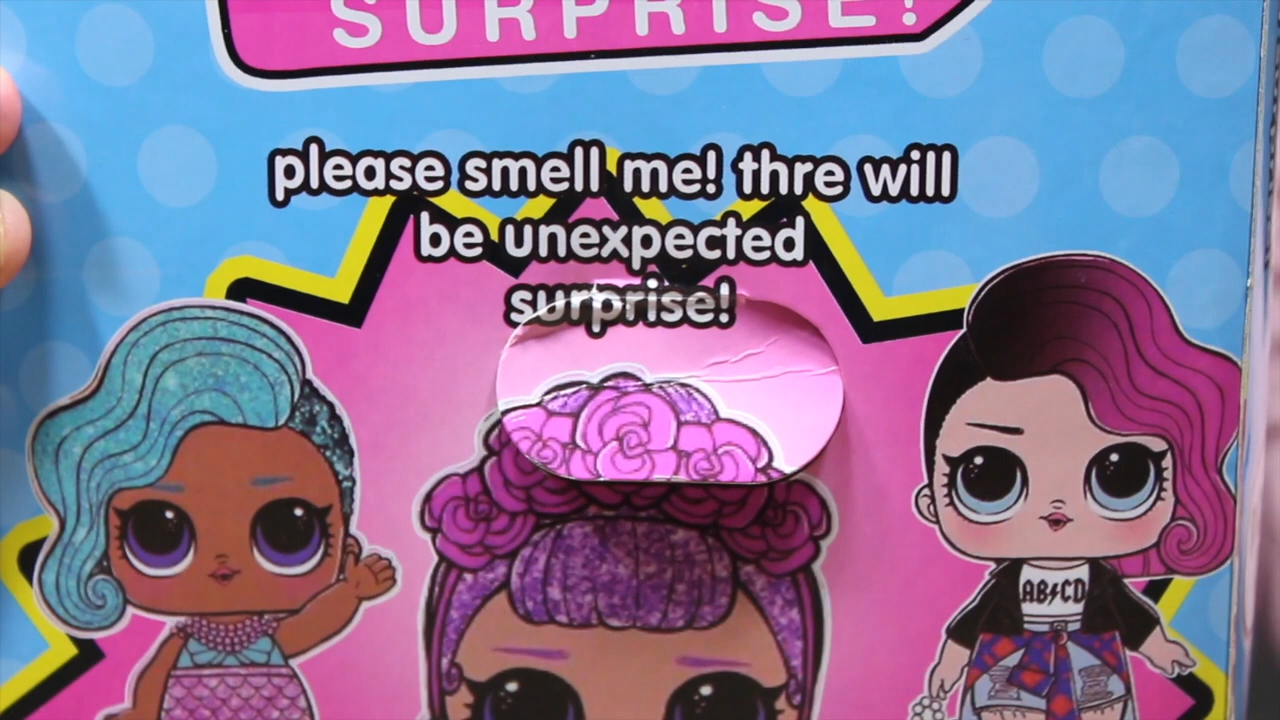 SURPRISE!
please smell me! thre will
be unexpected
surprise!
AB⚡CD